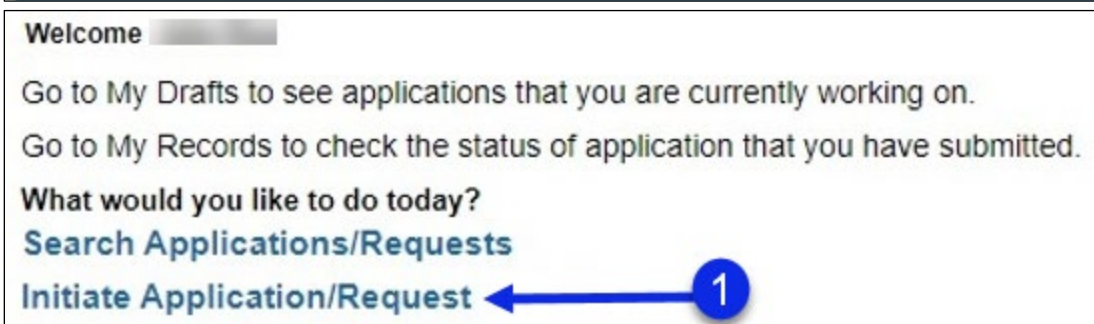 Welcome
Go to My Drafts to see applications that you are currently working on.
Go to My Records to check the status of application that you have submitted.
What would you like to do today?
Search Applications/Requests
Initiate Application/Request 1